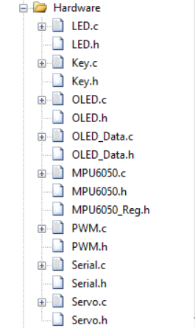 Hardware
LED.c
LED.h
Key.c
Key.h
OLED.c
OLED.h
OLED_Data.c
OLED_Data.h
MPU6050.c
MPU6050.h
MPU6050_Reg.h
PWM.c
PWM.h
Serial.c
Serial.h
Servo.c
Servo.h